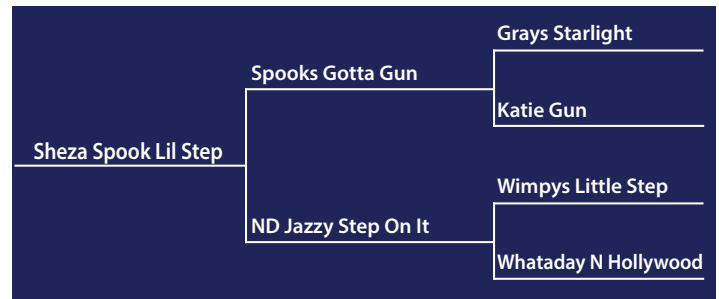 Grays Starlight
Spooks Gotta Gun
Katie Gun
Sheza Spook Lil Step
Wimpys Little Step
ND Jazzy Step On It
Whataday N Hollywood